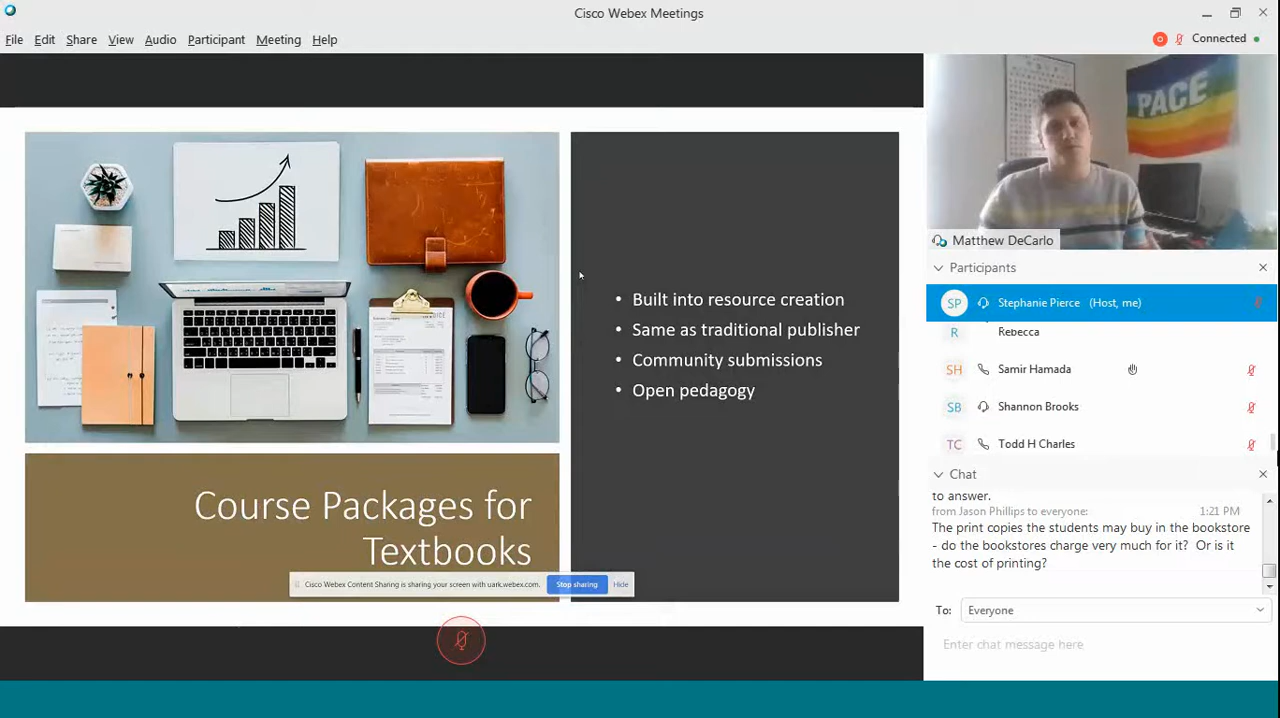 Cisco Webex Meetings
File Edit Share View Audio Participant Meeting Help
Connected
PACE
Matthew DeCarlo
Participants
SP Stephanie Pierce (Host, me)
R Rebecca
SH Samir Hamada
SB Shannon Brooks
TC Todd H Charles
Chat
to answer.
from Jason Phillips to everyone: 1:21 PM
The print copies the students may buy in the bookstore
- do the bookstores charge very much for it? Or is it
the cost of printing?
To: Everyone
Enter chat message here
• Built into resource creation
• Same as traditional publisher
• Community submissions
• Open pedagogy
INVOICE
Course Packages for
Textbooks
Cisco Webex Content Sharing is sharing your screen with uark.webex.com. Stop sharing Hide